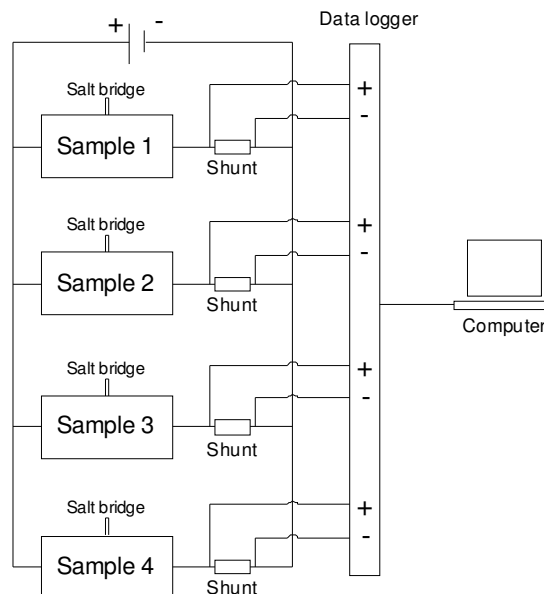 Data logger
+ -
Salt bridge
+
Sample 1
-
Shunt
Salt bridge
+
Sample 2
-
Shunt
Computer
Salt bridge
+
Sample 3
-
Shunt
Salt bridge
+
Sample 4
-
Shunt